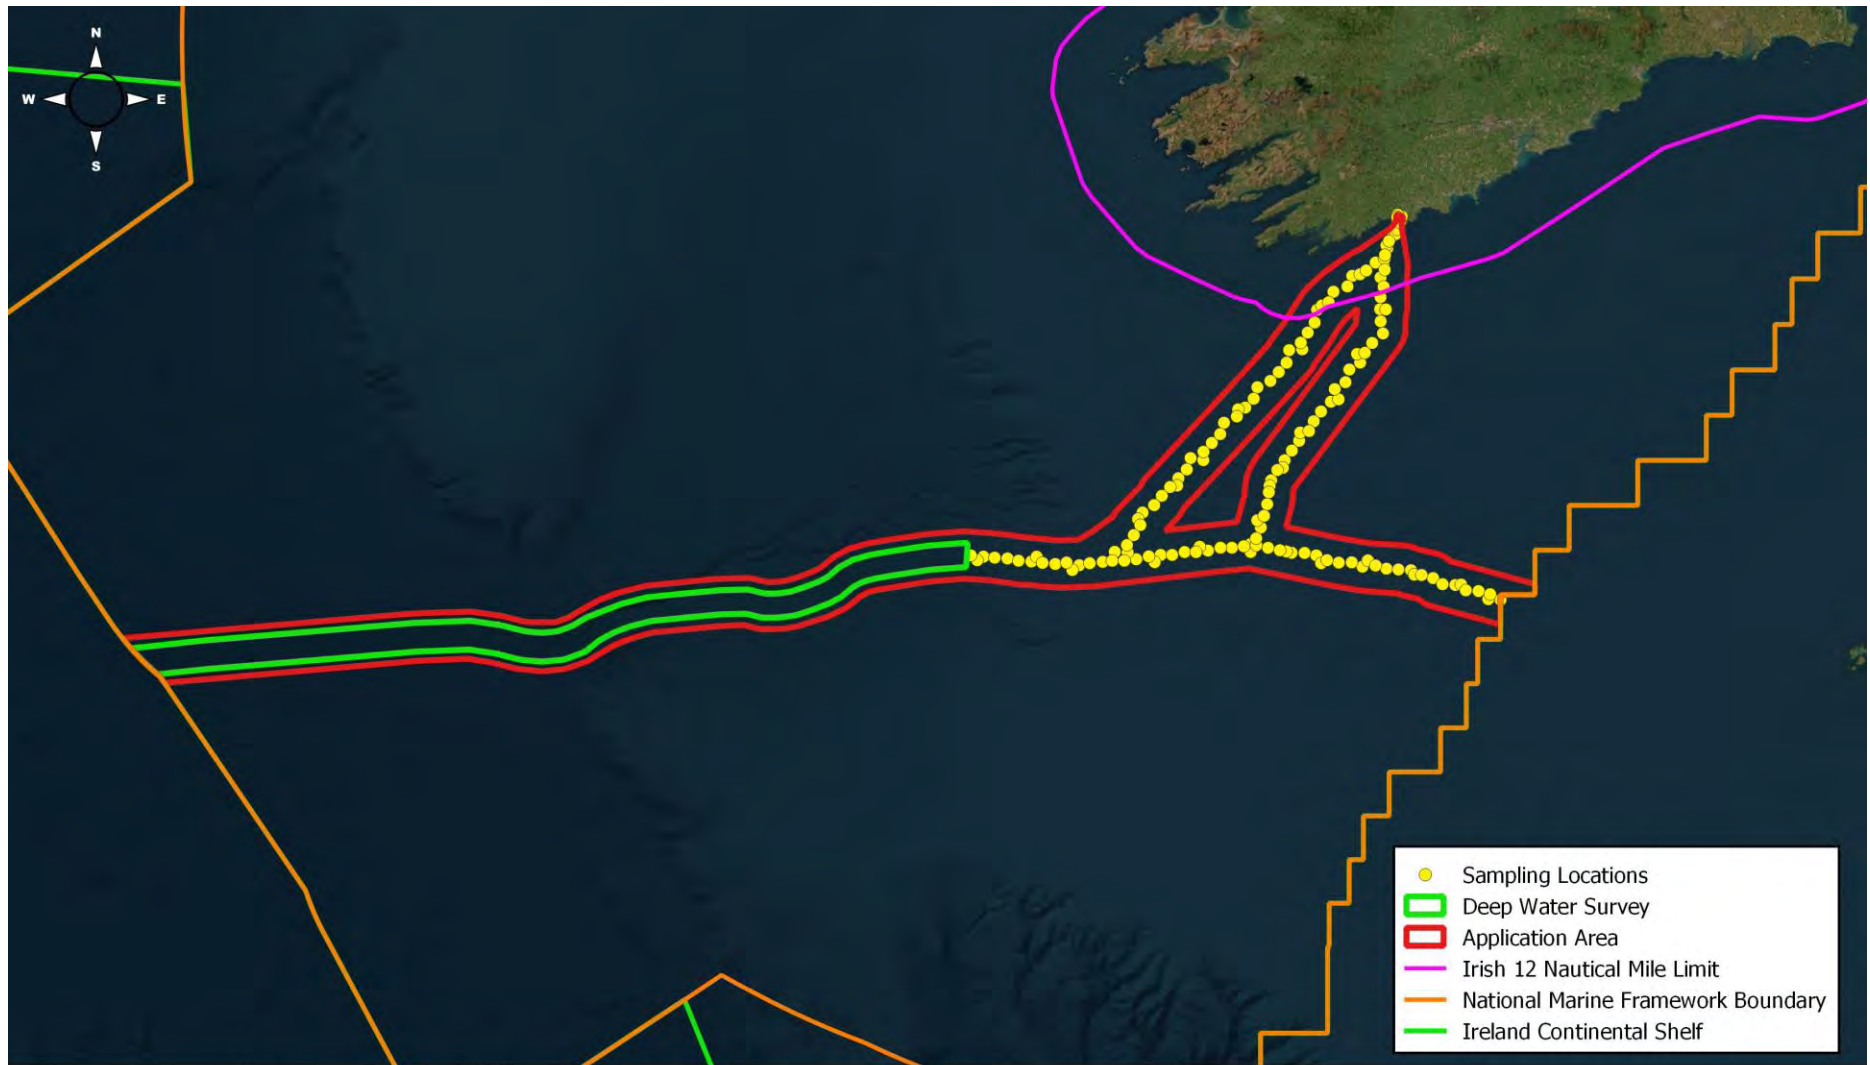 N
W E
S
Sampling Locations
Deep Water Survey
Application Area
Irish 12 Nautical Mile Limit
National Marine Framework Boundary
Ireland Continental Shelf